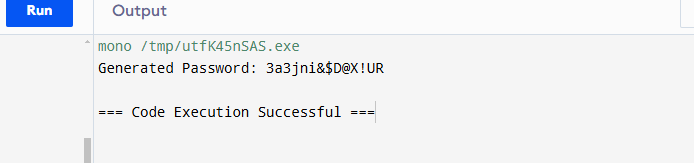 Run
Output
mono /tmp/utfK45nSAS.exe
Generated Password: 3a3jni&$D@X!UR
=== Code Execution Successful ===